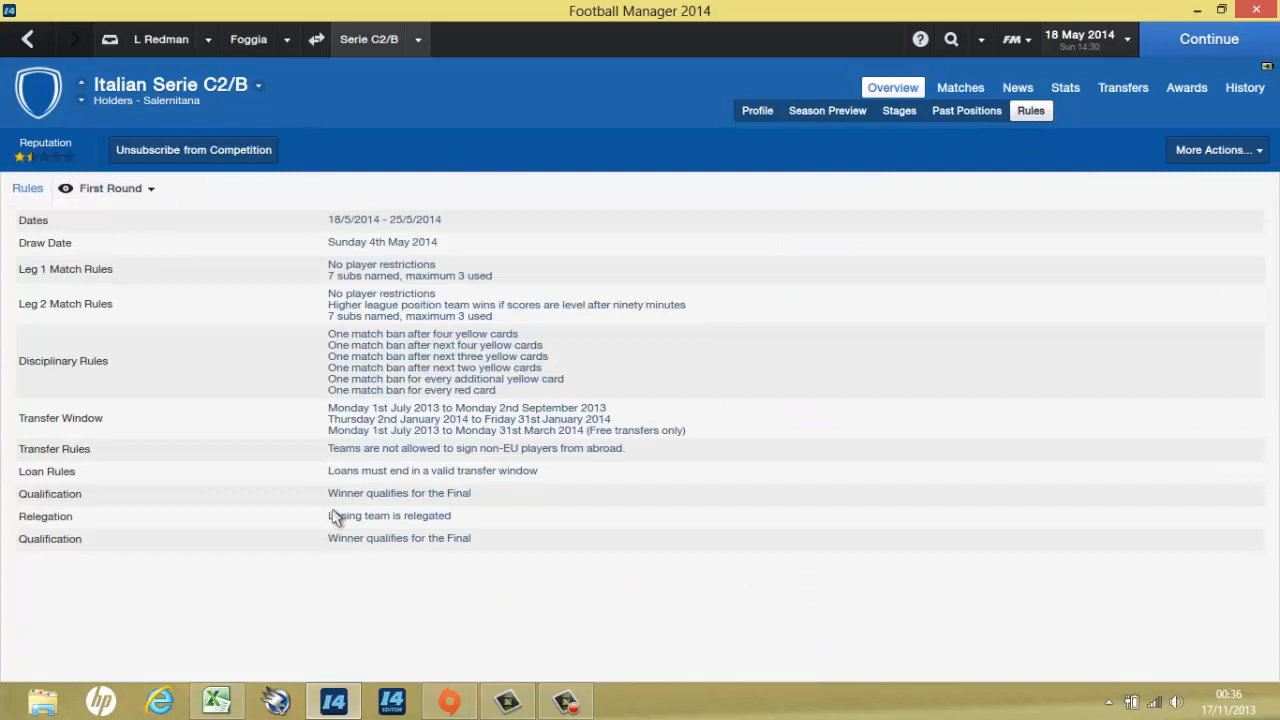 Football Manager 2014
L Redman
Foggia
Serie C2/B
FM
18 May 2014
Sun 14:30
Continue
Italian Serie C2/B
Holders - Salernitana
Overview Matches News Stats Transfers Awards History
Profile Season Preview Stages Past Positions Rules
Reputation
Unsubscribe from Competition
More Actions...
Rules First Round
Dates 18/5/2014 - 25/5/2014
Draw Date Sunday 4th May 2014
Leg 1 Match Rules No player restrictions
7 subs named, maximum 3 used
Leg 2 Match Rules No player restrictions
Higher league position team wins if scores are level after ninety minutes
7 subs named, maximum 3 used
Disciplinary Rules One match ban after four yellow cards
One match ban after next four yellow cards
One match ban after next three yellow cards
One match ban after next two yellow cards
One match ban for every additional yellow card
One match ban for every red card
Transfer Window Monday 1st July 2013 to Monday 2nd September 2013
Thursday 2nd January 2014 to Friday 31st January 2014
Monday 1st July 2013 to Monday 31st March 2014 (Free transfers only)
Transfer Rules Teams are not allowed to sign non-EU players from abroad.
Loan Rules Loans must end in a valid transfer window
Qualification Winner qualifies for the Final
Relegation Losing team is relegated
Qualification Winner qualifies for the Final
hp
14
14
EDITOR
00:36
17/11/2013